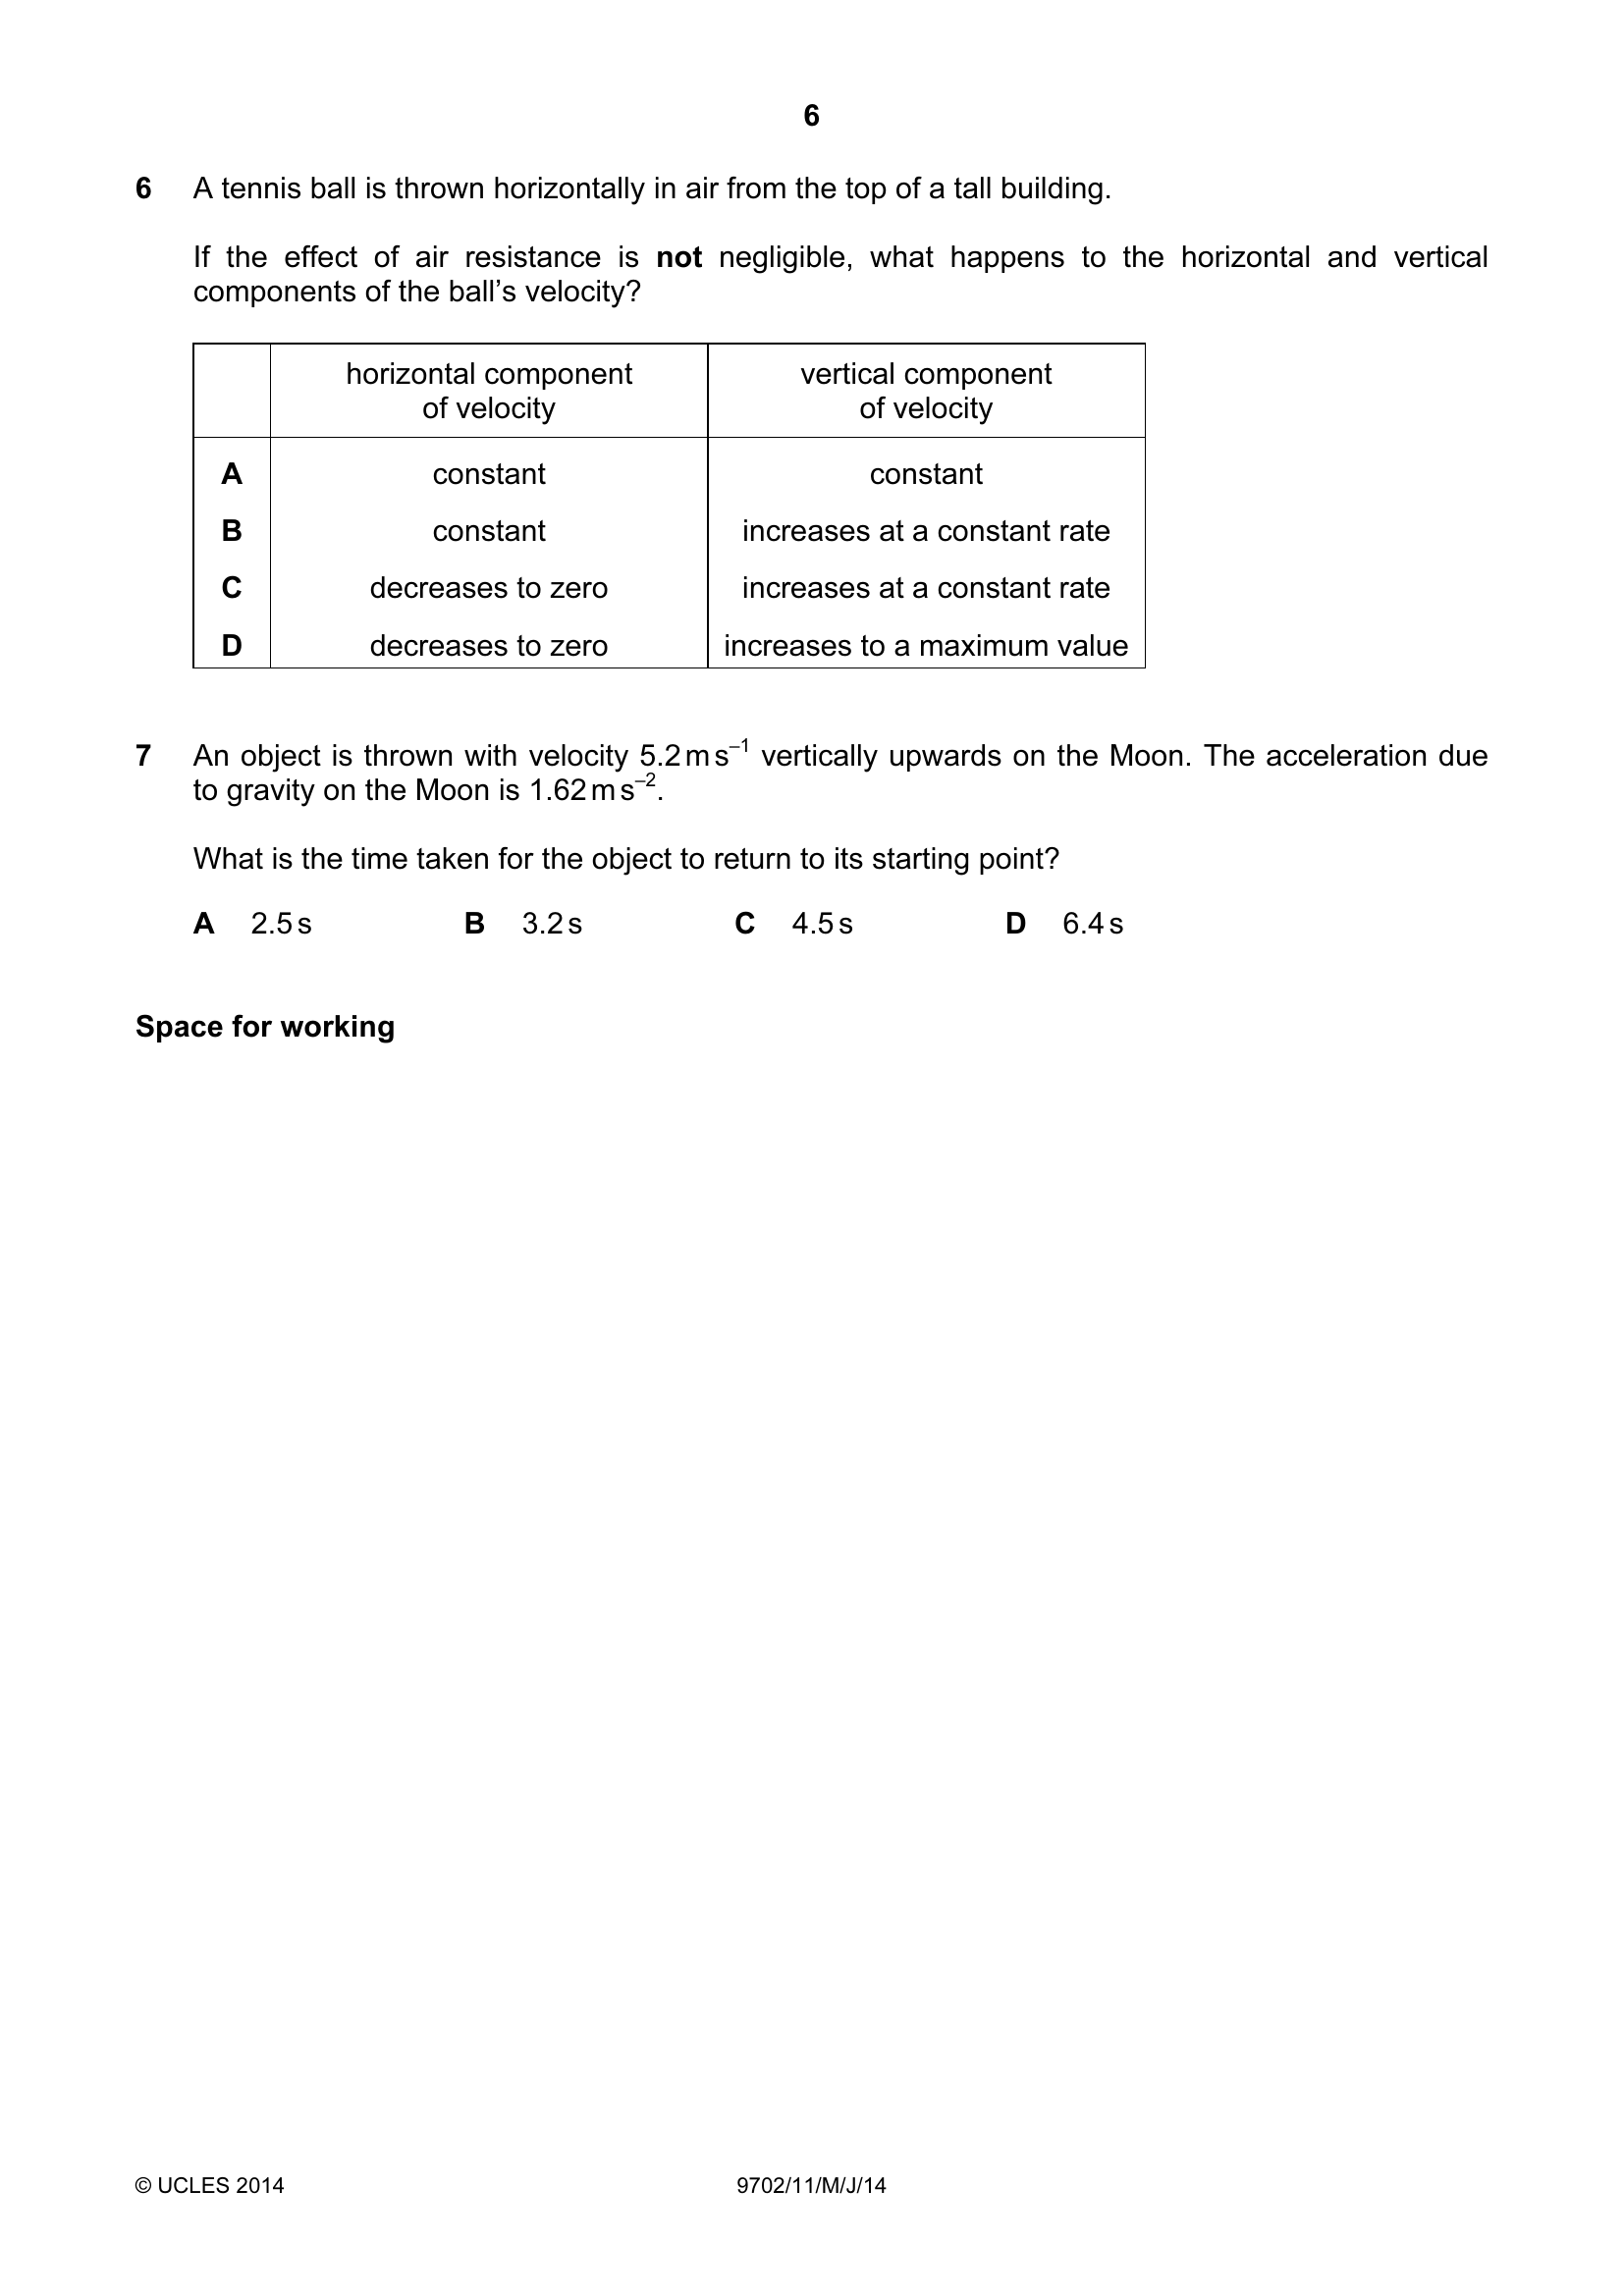 6
6 A tennis ball is thrown horizontally in air from the top of a tall building.
If the effect of air resistance is not negligible, what happens to the horizontal and vertical
components of the ball’s velocity?
horizontal component of velocity vertical component of velocity
A constant constant
B constant increases at a constant rate
C decreases to zero increases at a constant rate
D decreases to zero increases to a maximum value
7 An object is thrown with velocity 5.2 m s⁻¹ vertically upwards on the Moon. The acceleration due
to gravity on the Moon is 1.62 m s⁻².
What is the time taken for the object to return to its starting point?
A 2.5 s B 3.2 s C 4.5 s D 6.4 s
Space for working
© UCLES 2014 9702/11/M/J/14